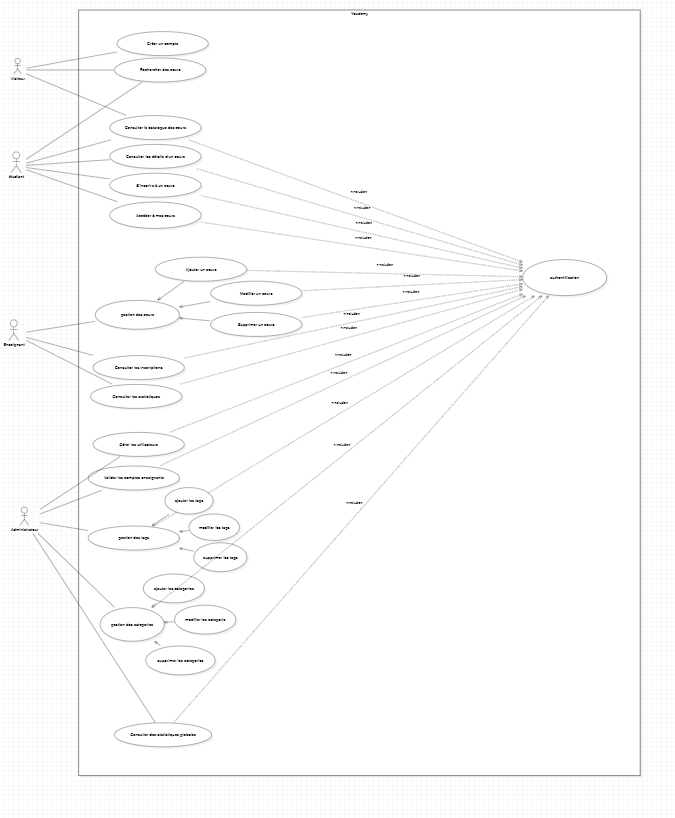 Youdemy
Créer un compte
Rechercher des cours
Visiteur
Consulter le catalogue des cours
Consulter les détails d'un cours
Etudiant
S'inscrire à un cours
Accéder à mes cours
<<include>>
<<include>>
<<include>>
<<include>>
Ajouter un cours
<<include>>
<<include>>
authentification
Modifier un cours
<<include>>
gestion des cours
<<include>>
Supprimer un cours
<<include>>
Enseignant
<<include>>
Consulter les inscriptions
<<include>>
Consulter les statistiques
<<include>>
Gérer les utilisateurs
<<include>>
Valider les comptes enseignants
ajouter les tags
<<include>>
Administrateur
modifier les tags
gestion des tags
supprimer les tags
ajouter les categories
modifier les categorie
gestion des categories
supprimer les categories
Consulter des statistiques globales